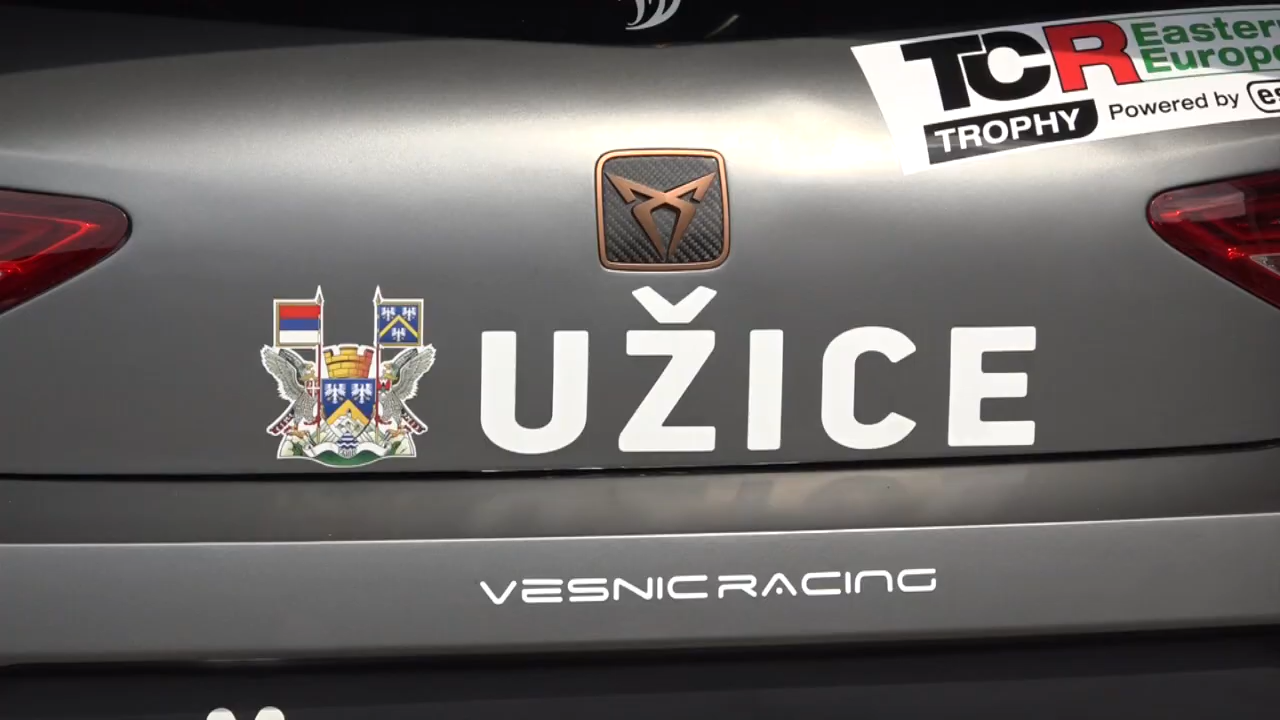 TCR Eastern
Europe
TROPHY Powered by
UŽICE
VESNIC RACING